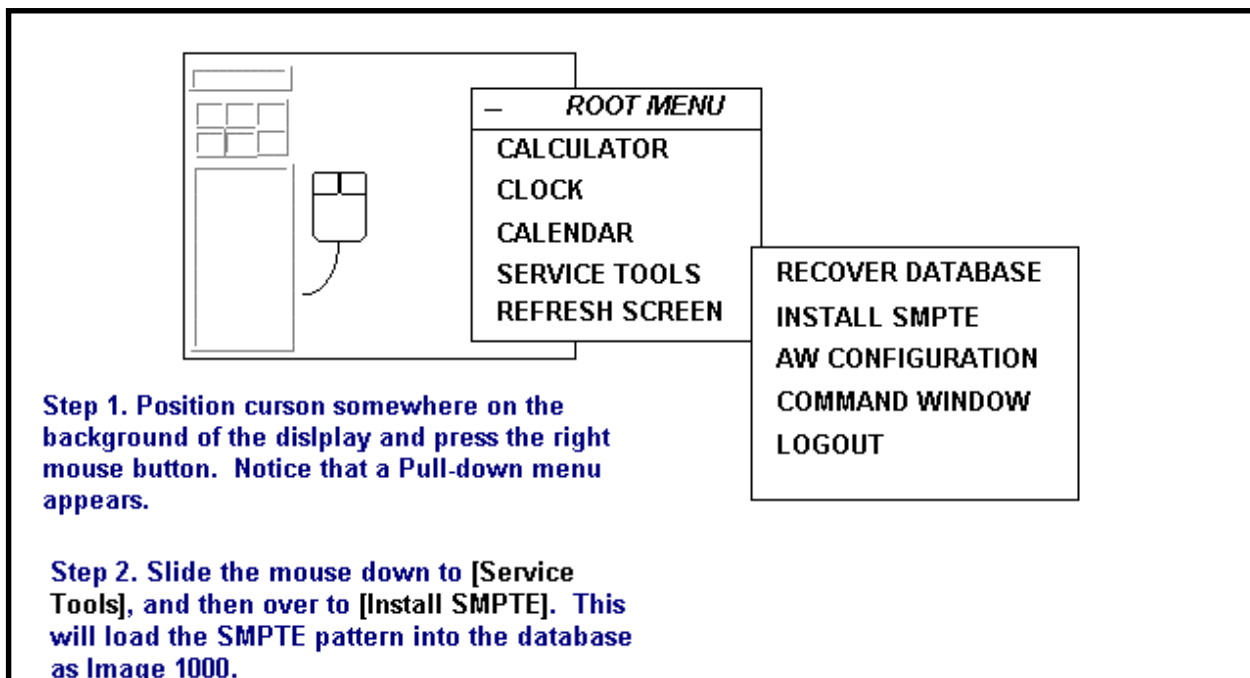 — ROOT MENU
CALCULATOR
CLOCK
CALENDAR
SERVICE TOOLS
REFRESH SCREEN
RECOVER DATABASE
INSTALL SMPTE
AW CONFIGURATION
COMMAND WINDOW
LOGOUT
Step 1. Position curson somewhere on the
background of the dislplay and press the right
mouse button.  Notice that a Pull-down menu
appears.
Step 2. Slide the mouse down to [Service
Tools], and then over to [Install SMPTE].  This
will load the SMPTE pattern into the database
as Image 1000.